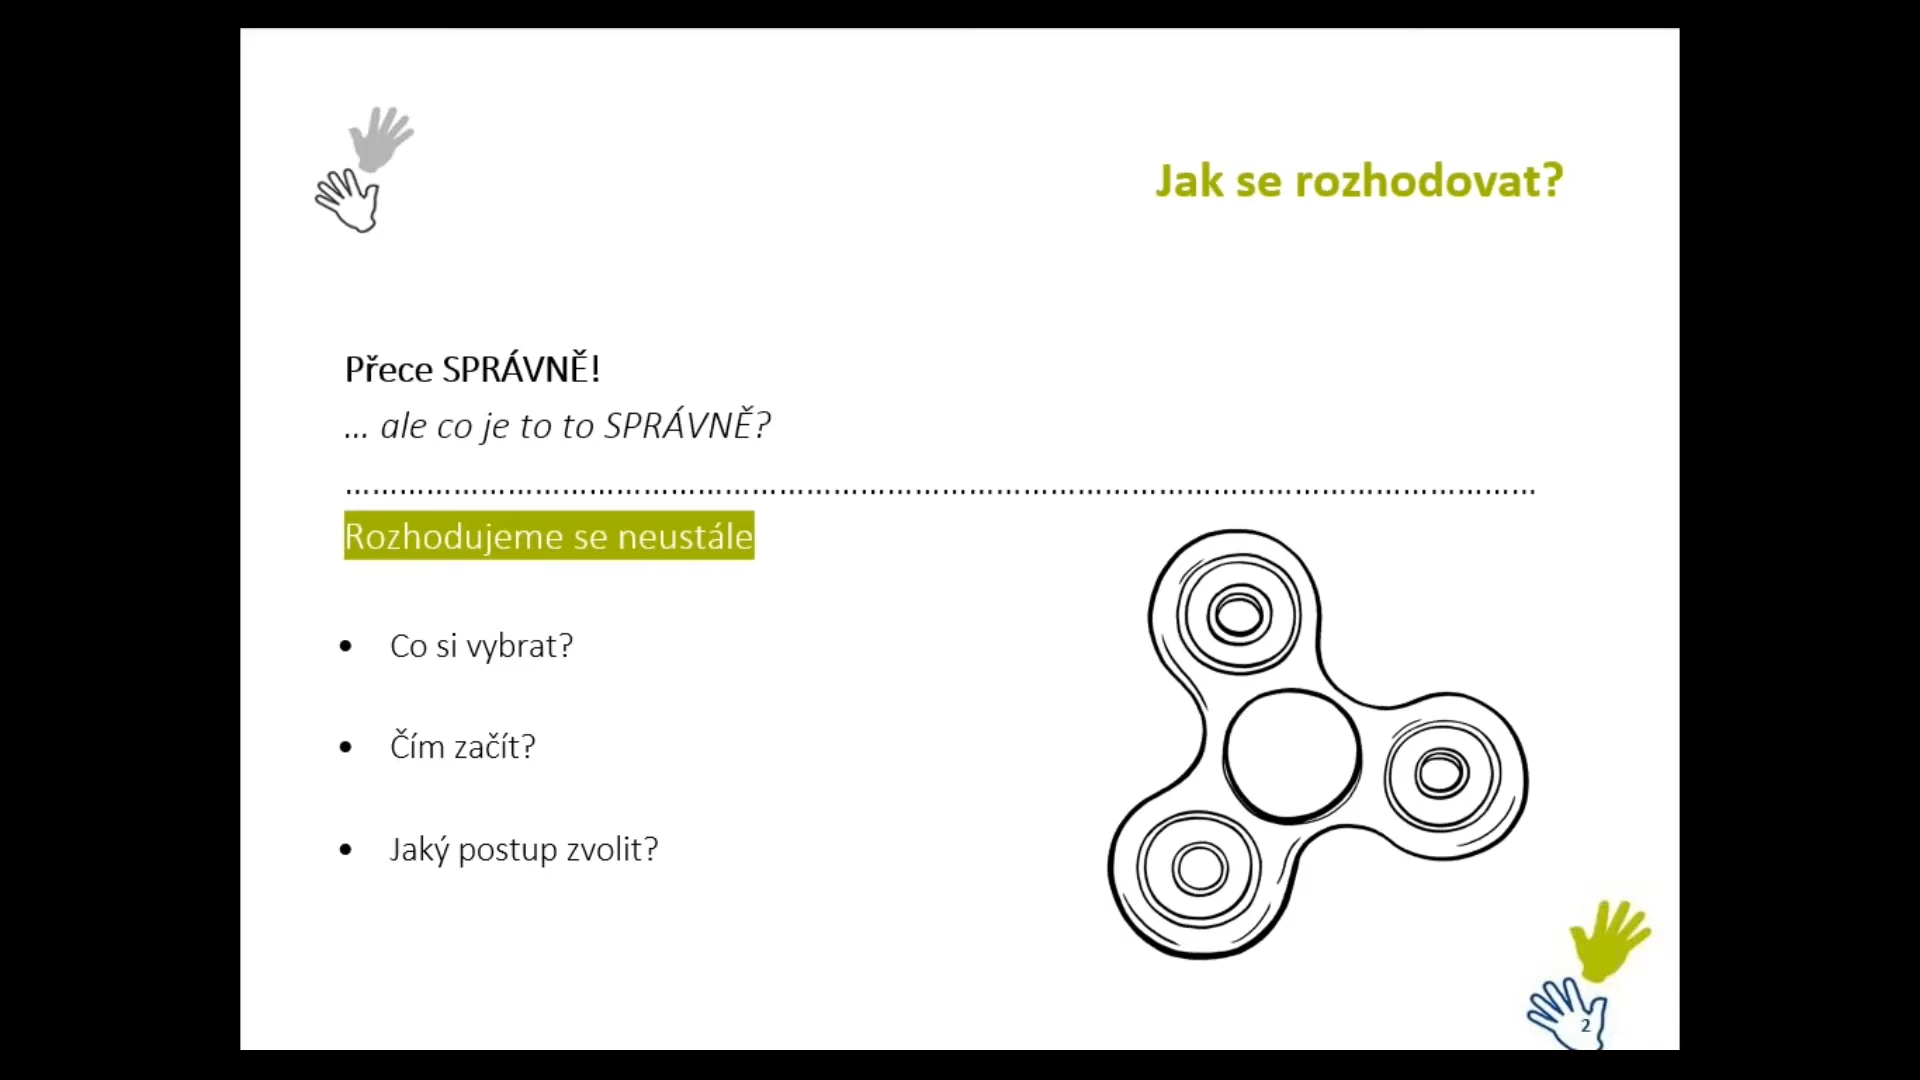 Jak se rozhodovat?
Přece SPRÁVNĚ!
... ale co je to to SPRÁVNĚ?
Rozhodujeme se neustále
• Co si vybrat?
• Čím začít?
• Jaký postup zvolit?
2